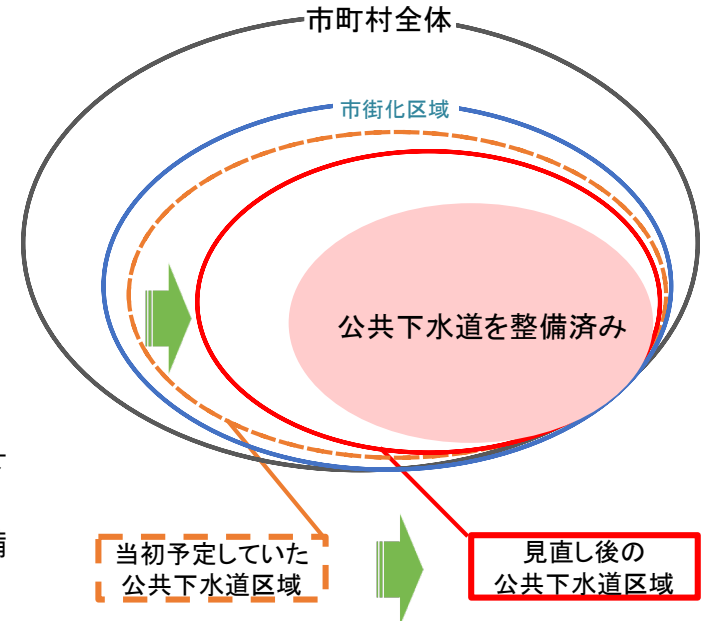 市町村全体
市街化区域
公共下水道を整備済み
当初予定していた
公共下水道区域
見直し後の
公共下水道区域